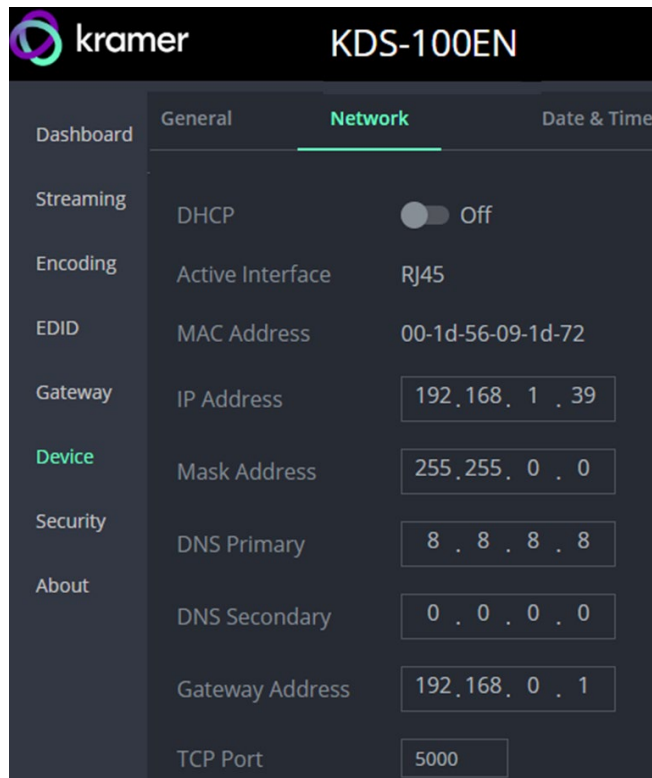 kramer KDS-100EN
General Network Date & Time
Dashboard
Streaming
Encoding
EDID
Gateway
Device
Security
About
DHCP Off
Active Interface RJ45
MAC Address 00-1d-56-09-1d-72
IP Address 192.168. 1 . 39
Mask Address 255.255. 0 . 0
DNS Primary 8 . 8 . 8 . 8
DNS Secondary 0 . 0 . 0 . 0
Gateway Address 192.168. 0 . 1
TCP Port 5000